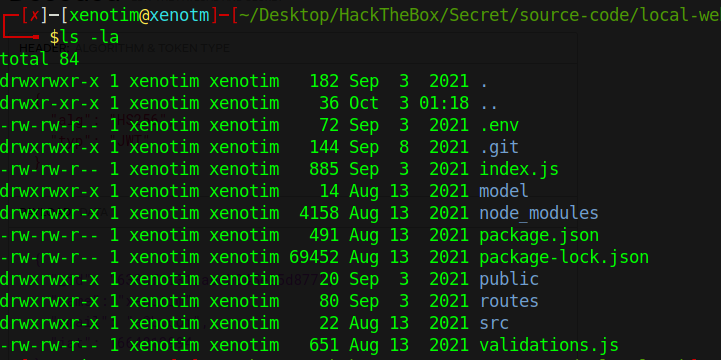 [✗]─[xenotim@xenotm]─[~/Desktop/HackTheBox/Secret/source-code/local-we
$ls -la
total 84
drwxrwxr-x 1 xenotim xenotim 182 Sep 3 2021 .
drwxr-xr-x 1 xenotim xenotim 36 Oct 3 01:18 ..
-rw-rw-r-- 1 xenotim xenotim 72 Sep 3 2021 .env
drwxrwxr-x 1 xenotim xenotim 144 Sep 8 2021 .git
-rw-rw-r-- 1 xenotim xenotim 885 Sep 3 2021 index.js
drwxrwxr-x 1 xenotim xenotim 14 Aug 13 2021 model
drwxrwxr-x 1 xenotim xenotim 4158 Aug 13 2021 node_modules
-rw-rw-r-- 1 xenotim xenotim 491 Aug 13 2021 package.json
-rw-rw-r-- 1 xenotim xenotim 69452 Aug 13 2021 package-lock.json
drwxrwxr-x 1 xenotim xenotim 20 Sep 3 2021 public
drwxrwxr-x 1 xenotim xenotim 80 Sep 3 2021 routes
drwxrwxr-x 1 xenotim xenotim 22 Aug 13 2021 src
-rw-rw-r-- 1 xenotim xenotim 651 Aug 13 2021 validations.js